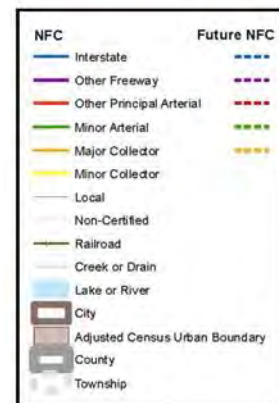 NFC Future NFC
Interstate
Other Freeway
Other Principal Arterial
Minor Arterial
Major Collector
Minor Collector
Local
Non-Certified
Railroad
Creek or Drain
Lake or River
City
Adjusted Census Urban Boundary
County
Township